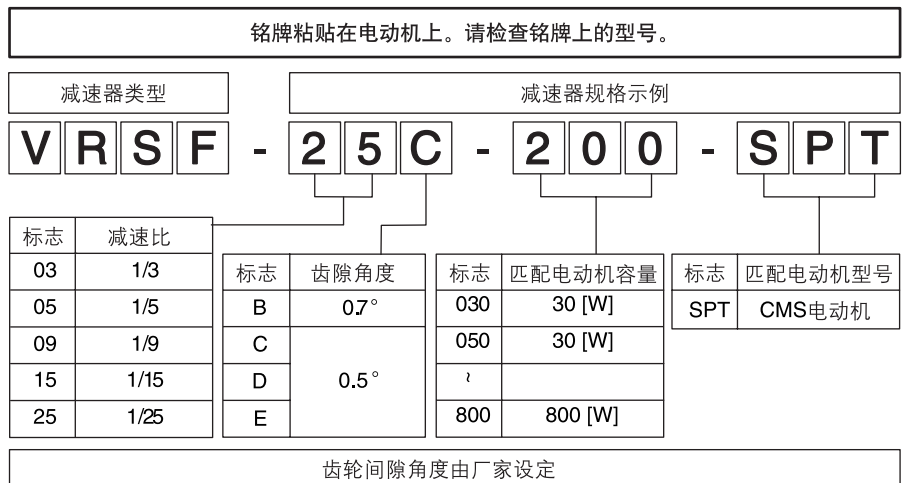 铭牌粘贴在电动机上。请检查铭牌上的型号。
减速器类型 减速器规格示例
VRSF - 25C - 200 - SPT
标志 减速比
03 1/3
05 1/5
09 1/9
15 1/15
25 1/25
标志 齿隙角度
B 0.7°
C
D 0.5°
E
标志 匹配电动机容量
030 30 [W]
050 30 [W]
~
800 800 [W]
标志 匹配电动机型号
SPT CMS电动机
齿轮间隙角度由厂家设定